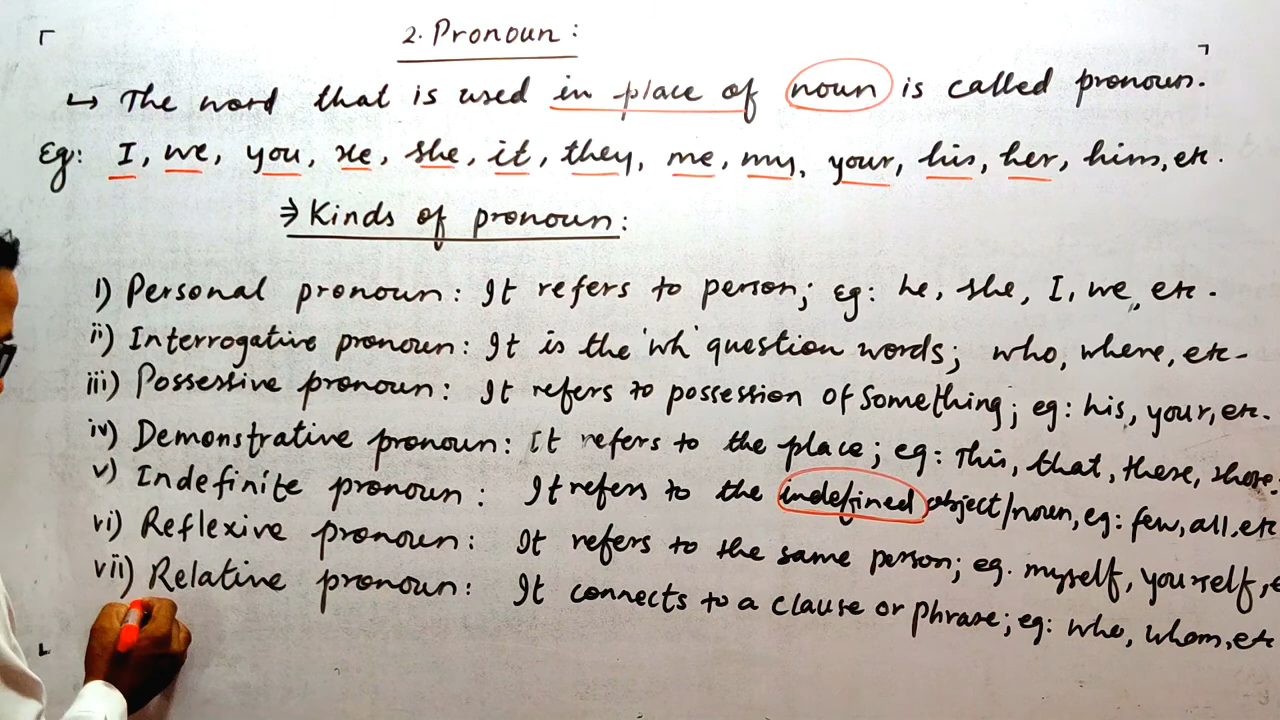 2. Pronoun:
↳ The word that is used in place of noun is called pronoun.
Eg: I, we, you, he, she, it, they, me, my, your, his, her, him, etc.
⇒ Kinds of pronoun:
i) Personal pronoun: It refers to person; eg: he, she, I, we, etc.
ii) Interrogative pronoun: It is the 'wh' question words; who, where, etc-
iii) Possessive pronoun: It refers to possession of something; eg: his, your, etc.
iv) Demonstrative pronoun: It refers to the place; eg: This, that, these, those.
v) Indefinite pronoun: It refers to the indefined object/noun, eg: few, all, etc
vi) Reflexive pronoun: It refers to the same person; eg. myself, yourself, e
vii) Relative pronoun: It connects to a clause or phrase; eg: who, whom, etc